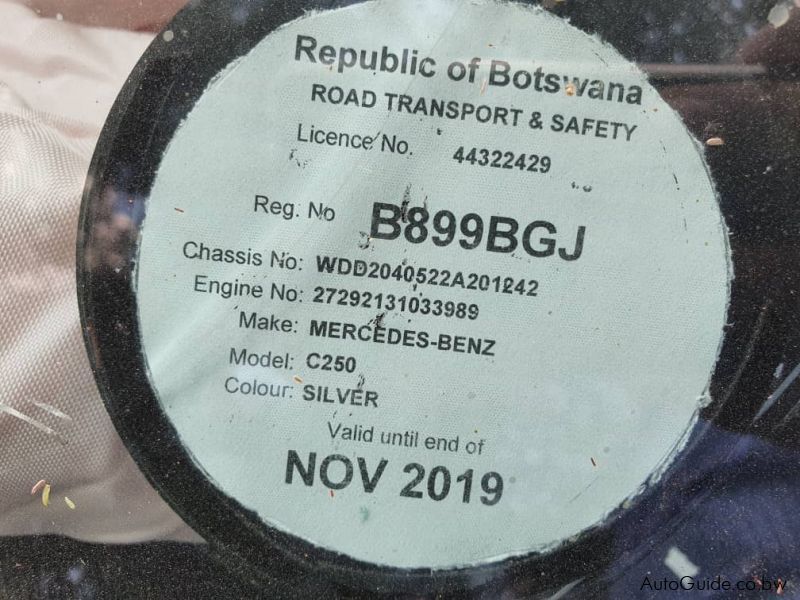 Republic of Botswana
ROAD TRANSPORT & SAFETY
Licence No. 44322429
Reg. No B899BGJ
Chassis No: WDD2040522A201242
Engine No: 27292131033989
Make: MERCEDES-BENZ
Model: C250
Colour: SILVER
Valid until end of
NOV 2019
AutoGuide.co.bw